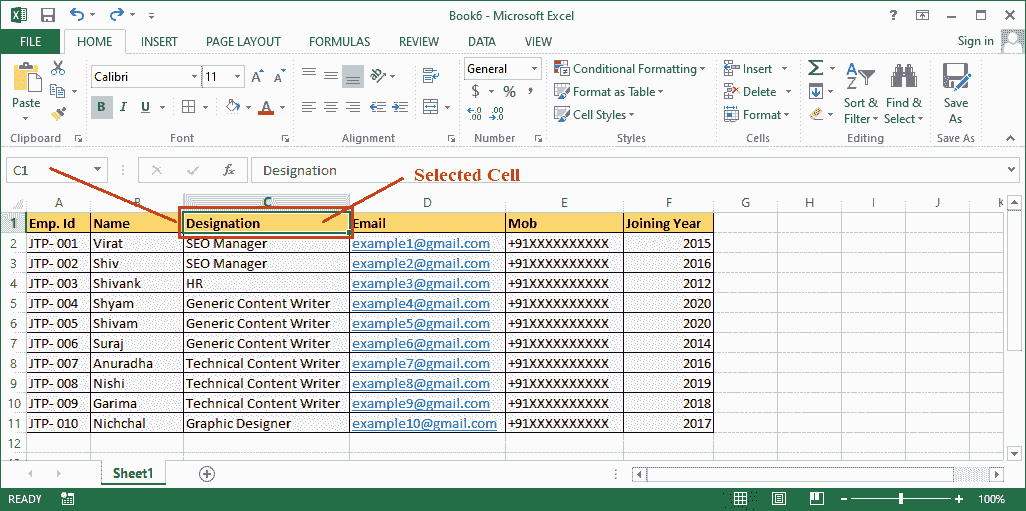 Book6 - Microsoft Excel
?
FILE HOME INSERT PAGE LAYOUT FORMULAS REVIEW DATA VIEW Sign in
Calibri 11 General Conditional Formatting Insert
Paste $ % , Format as Table Delete Sort & Find & Save
B I U A Cell Styles Format Filter Select As
Clipboard Font Alignment Number Styles Cells Editing Save As
C1 fx Designation
Selected Cell
A B C D E F G H I J K
1 Emp. Id Name Designation Email Mob Joining Year
2 JTP- 001 Virat SEO Manager example1@gmail.com +91XXXXXXXXXX 2015
3 JTP- 002 Shiv SEO Manager example2@gmail.com +91XXXXXXXXXX 2016
4 JTP- 003 Shivank HR example3@gmail.com +91XXXXXXXXXX 2012
5 JTP- 004 Shyam Generic Content Writer example4@gmail.com +91XXXXXXXXXX 2020
6 JTP- 005 Shivam Generic Content Writer example5@gmail.com +91XXXXXXXXXX 2020
7 JTP- 006 Suraj Generic Content Writer example6@gmail.com +91XXXXXXXXXX 2014
8 JTP- 007 Anuradha Technical Content Writer example7@gmail.com +91XXXXXXXXXX 2016
9 JTP- 008 Nishi Technical Content Writer example8@gmail.com +91XXXXXXXXXX 2019
10 JTP- 009 Garima Technical Content Writer example9@gmail.com +91XXXXXXXXXX 2018
11 JTP- 010 Nichchal Graphic Designer example10@gmail.com +91XXXXXXXXXX 2017
12
Sheet1
READY 100%